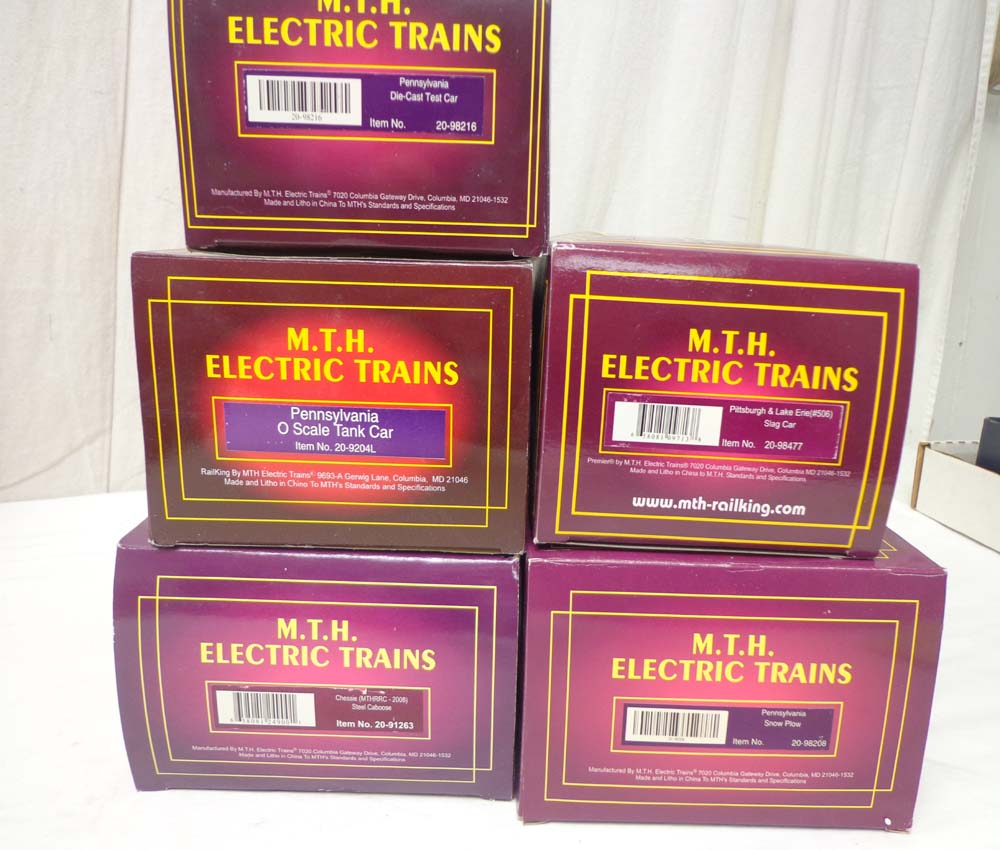 M.T.H.
ELECTRIC TRAINS
Pennsylvania
Die-Cast Test Car
20-98216
Item No. 20-98216
Manufactured By M.T.H. Electric Trains® 7020 Columbia Gateway Drive, Columbia, MD 21046-1532
Made and Litho in China To MTH's Standards and Specifications
M.T.H.
ELECTRIC TRAINS
Pennsylvania
O Scale Tank Car
Item No. 20-9204L
RailKing By MTH Electric Trains® 9693-A Gerwig Lane, Columbia, MD 21046
Made and Litho in China To MTH's Standards and Specifications
M.T.H.
ELECTRIC TRAINS
Pittsburgh & Lake Erie(#506)
Slag Car
Item No. 20-98477
Premier® by M.T.H. Electric Trains® 7020 Columbia Gateway Drive, Columbia MD 21046-1532
Made and Litho in China to M.T.H. Standards and Specifications
www.mth-railking.com
M.T.H.
ELECTRIC TRAINS
Chessie (MTHRRC - 2008)
Steel Caboose
Item No. 20-91263
Manufactured By M.T.H. Electric Trains® 7020 Columbia Gateway Drive, Columbia, MD 21046-1532
Made and Litho in China To MTH's Standards and Specifications
M.T.H.
ELECTRIC TRAINS
Pennsylvania
Snow Plow
Item No. 20-98208
Manufactured By M.T.H. Electric Trains® 7020 Columbia Gateway Drive, Columbia, MD 21046-1532
Made and Litho in China To MTH's Standards and Specifications